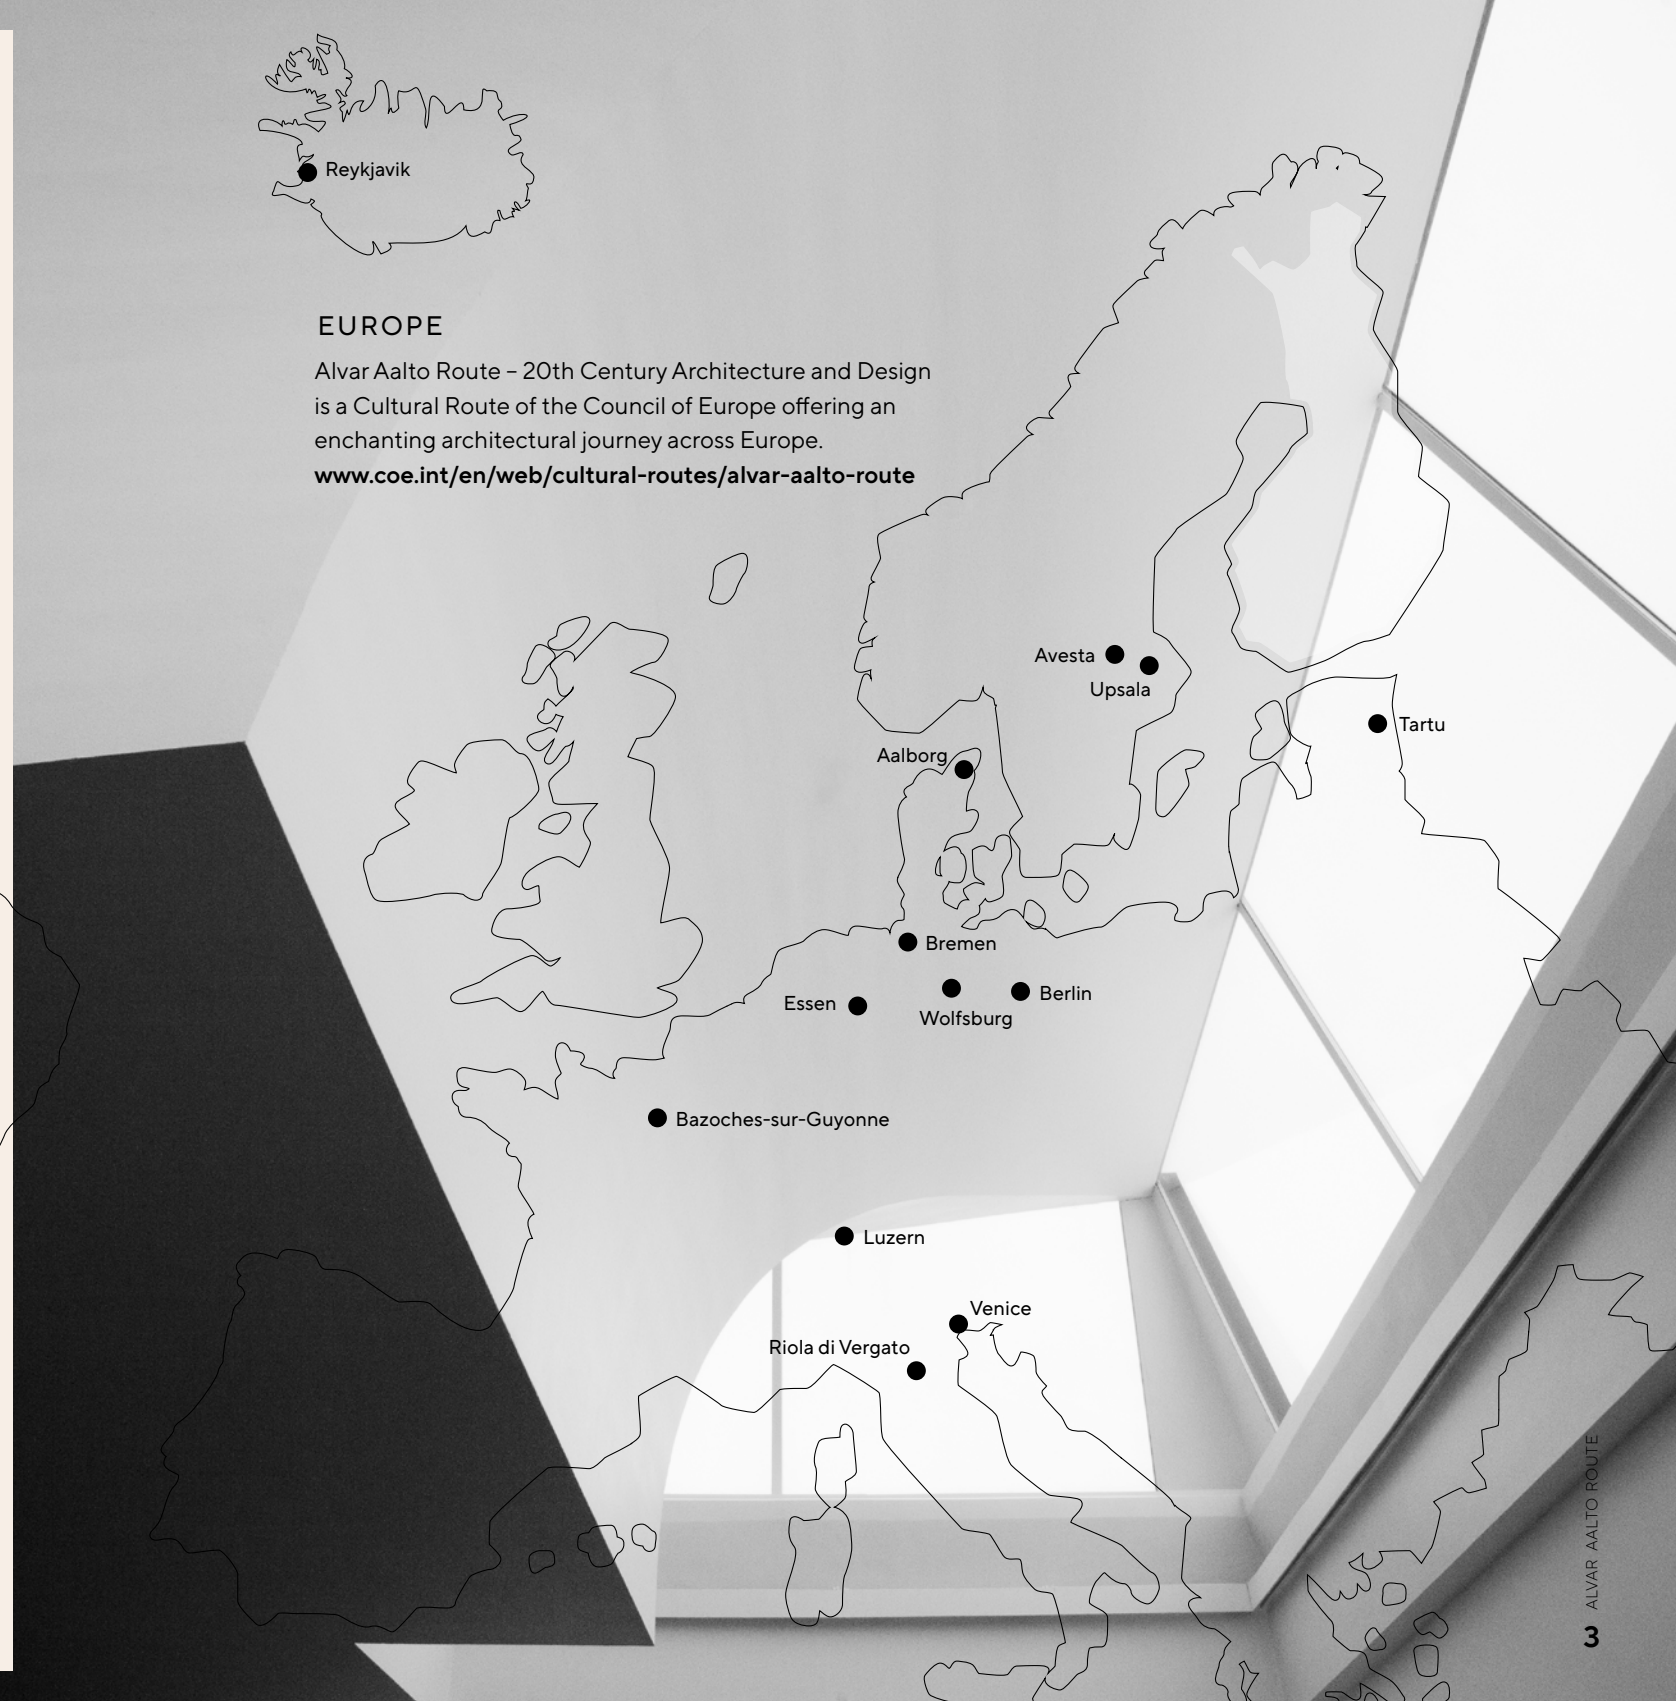 Reykjavik
EUROPE
Alvar Aalto Route – 20th Century Architecture and Design
is a Cultural Route of the Council of Europe offering an
enchanting architectural journey across Europe.
www.coe.int/en/web/cultural-routes/alvar-aalto-route
Avesta
Upsala
Tartu
Aalborg
Bremen
Essen
Wolfsburg
Berlin
Bazoches-sur-Guyonne
Luzern
Venice
Riola di Vergato
ALVAR AALTO ROUTE
3